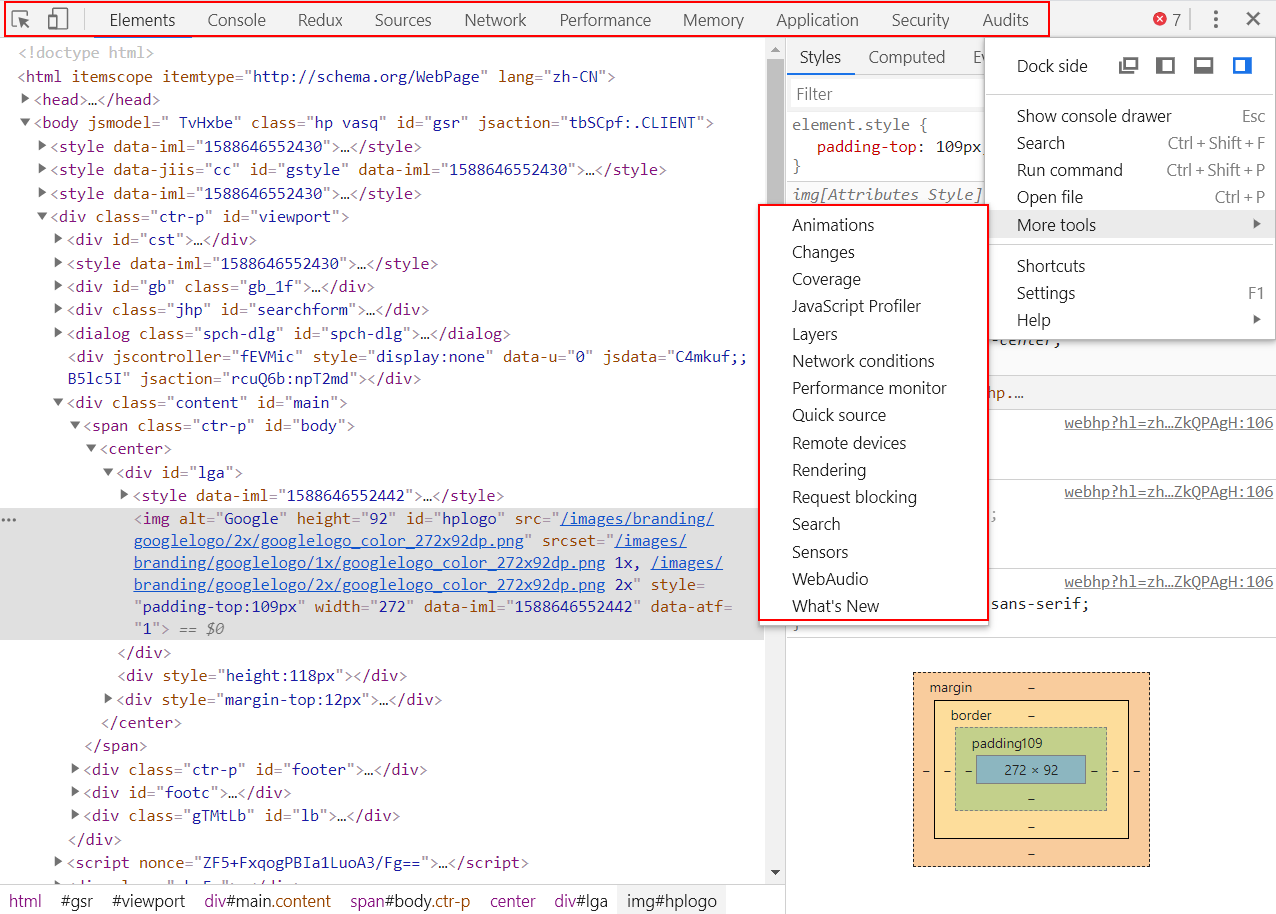 Elements Console Redux Sources Network Performance Memory Application Security Audits 7
<!doctype html>
<html itemscope itemtype="http://schema.org/WebPage" lang="zh-CN">
<head>…</head>
<body jsmodel=" TvHxbe" class="hp vasq" id="gsr" jsaction="tbSCpf:.CLIENT">
<style data-iml="1588646552430">…</style>
<style data-jiis="cc" id="gstyle" data-iml="1588646552430">…</style>
<style data-iml="1588646552430">…</style>
<div class="ctr-p" id="viewport">
<div id="cst">…</div>
<style data-iml="1588646552430">…</style>
<div id="gb" class="gb_1f">…</div>
<div class="jhp" id="searchform">…</div>
<dialog class="spch-dlg" id="spch-dlg">…</dialog>
<div jscontroller="fEVMic" style="display:none" data-u="0" jsdata="C4mkuf;;
B5lc5I" jsaction="rcuQ6b:npT2md"></div>
<div class="content" id="main">
<span class="ctr-p" id="body">
<center>
<div id="lga">
<style data-iml="1588646552442">…</style>
<img alt="Google" height="92" id="hplogo" src="/images/branding/
googlelogo/2x/googlelogo_color_272x92dp.png" srcset="/images/
branding/googlelogo/1x/googlelogo_color_272x92dp.png 1x, /images/
branding/googlelogo/2x/googlelogo_color_272x92dp.png 2x" style=
"padding-top:109px" width="272" data-iml="1588646552442" data-atf=
"1"> == $0
</div>
<div style="height:118px"></div>
<div style="margin-top:12px">…</div>
</center>
</span>
<div class="ctr-p" id="footer">…</div>
<div id="footc">…</div>
<div class="gTMtLb" id="lb">…</div>
</div>
<script nonce="ZF5+FxqogPBIa1LuoA3/Fg==">…</script>
html #gsr #viewport div#main.content span#body.ctr-p center div#lga img#hplogo
Styles Computed Ev
Filter
element.style {
padding-top: 109px;
}
img[Attributes Style]
Dock side
Show console drawer Esc
Search Ctrl + Shift + F
Run command Ctrl + Shift + P
Open file Ctrl + P
More tools
Shortcuts
Settings F1
Help
Animations
Changes
Coverage
JavaScript Profiler
Layers
Network conditions
Performance monitor
Quick source
Remote devices
Rendering
Request blocking
Search
Sensors
WebAudio
What's New
-center;
hp.…
webhp?hl=zh…ZkQPAgH:106
webhp?hl=zh…ZkQPAgH:106
;
webhp?hl=zh…ZkQPAgH:106
sans-serif;
}
margin –
border –
padding109
– – – 272 × 92 – – –
–
–
–